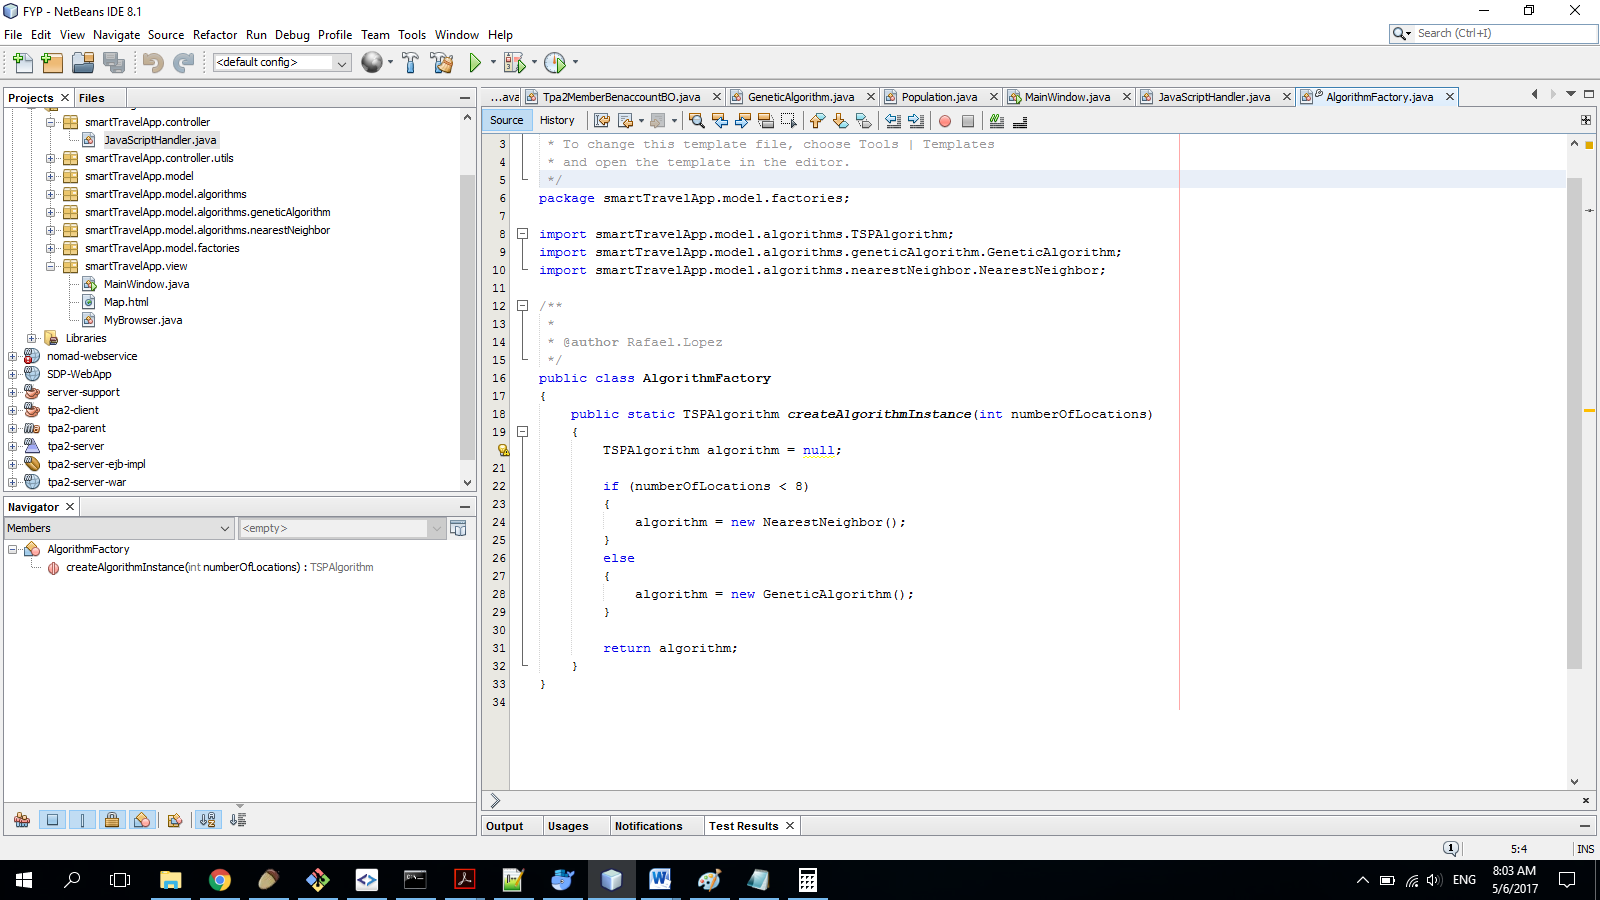 FYP - NetBeans IDE 8.1
File Edit View Navigate Source Refactor Run Debug Profile Team Tools Window Help
Search (Ctrl+I)
<default config>
Projects Files
smartTravelApp.controller
JavaScriptHandler.java
smartTravelApp.controller.utils
smartTravelApp.model
smartTravelApp.model.algorithms
smartTravelApp.model.algorithms.geneticAlgorithm
smartTravelApp.model.algorithms.nearestNeighbor
smartTravelApp.model.factories
smartTravelApp.view
MainWindow.java
Map.html
MyBrowser.java
Libraries
nomad-webservice
SDP-WebApp
server-support
tpa2-client
tpa2-parent
tpa2-server
tpa2-server-ejb-impl
tpa2-server-war
Navigator
Members <empty>
AlgorithmFactory
createAlgorithmInstance(int numberOfLocations) : TSPAlgorithm
...ava Tpa2MemberBenaccountBO.java GeneticAlgorithm.java Population.java MainWindow.java JavaScriptHandler.java AlgorithmFactory.java
Source History
3 * To change this template file, choose Tools | Templates
4 * and open the template in the editor.
5 */
6 package smartTravelApp.model.factories;
7
8 import smartTravelApp.model.algorithms.TSPAlgorithm;
9 import smartTravelApp.model.algorithms.geneticAlgorithm.GeneticAlgorithm;
10 import smartTravelApp.model.algorithms.nearestNeighbor.NearestNeighbor;
11
12 /**
13 *
14 * @author Rafael.Lopez
15 */
16 public class AlgorithmFactory
17 {
18 public static TSPAlgorithm createAlgorithmInstance(int numberOfLocations)
19 {
TSPAlgorithm algorithm = null;
21
22 if (numberOfLocations < 8)
23 {
24 algorithm = new NearestNeighbor();
25 }
26 else
27 {
28 algorithm = new GeneticAlgorithm();
29 }
30
31 return algorithm;
32 }
33 }
34
Output Usages Notifications Test Results
1 5:4 INS
ENG 8:03 AM
5/6/2017